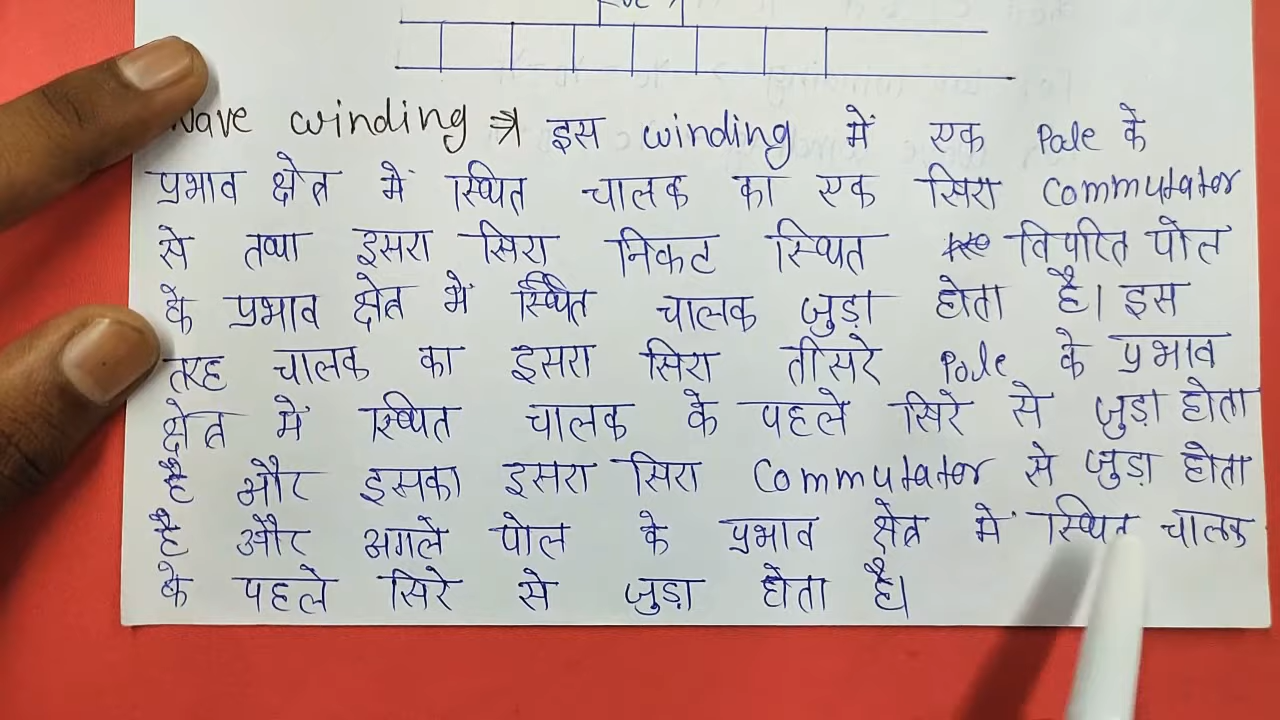 Wave winding ⇒ इस winding में एक Pole के
प्रभाव क्षेत्र में स्थित चालक का एक सिरा Commutator
से तथा दूसरा सिरा निकट स्थित विपरित पोल
के प्रभाव क्षेत्र में स्थित चालक जुड़ा होता है। इस
तरह चालक का दूसरा सिरा तीसरे Pole के प्रभाव
क्षेत्र में स्थित चालक के पहले सिरे से जुड़ा होता
है और इसका दूसरा सिरा Commutator से जुड़ा होता
है और अगले पोल के प्रभाव क्षेत्र में स्थित चालक
के पहले सिरे से जुड़ा होता है।